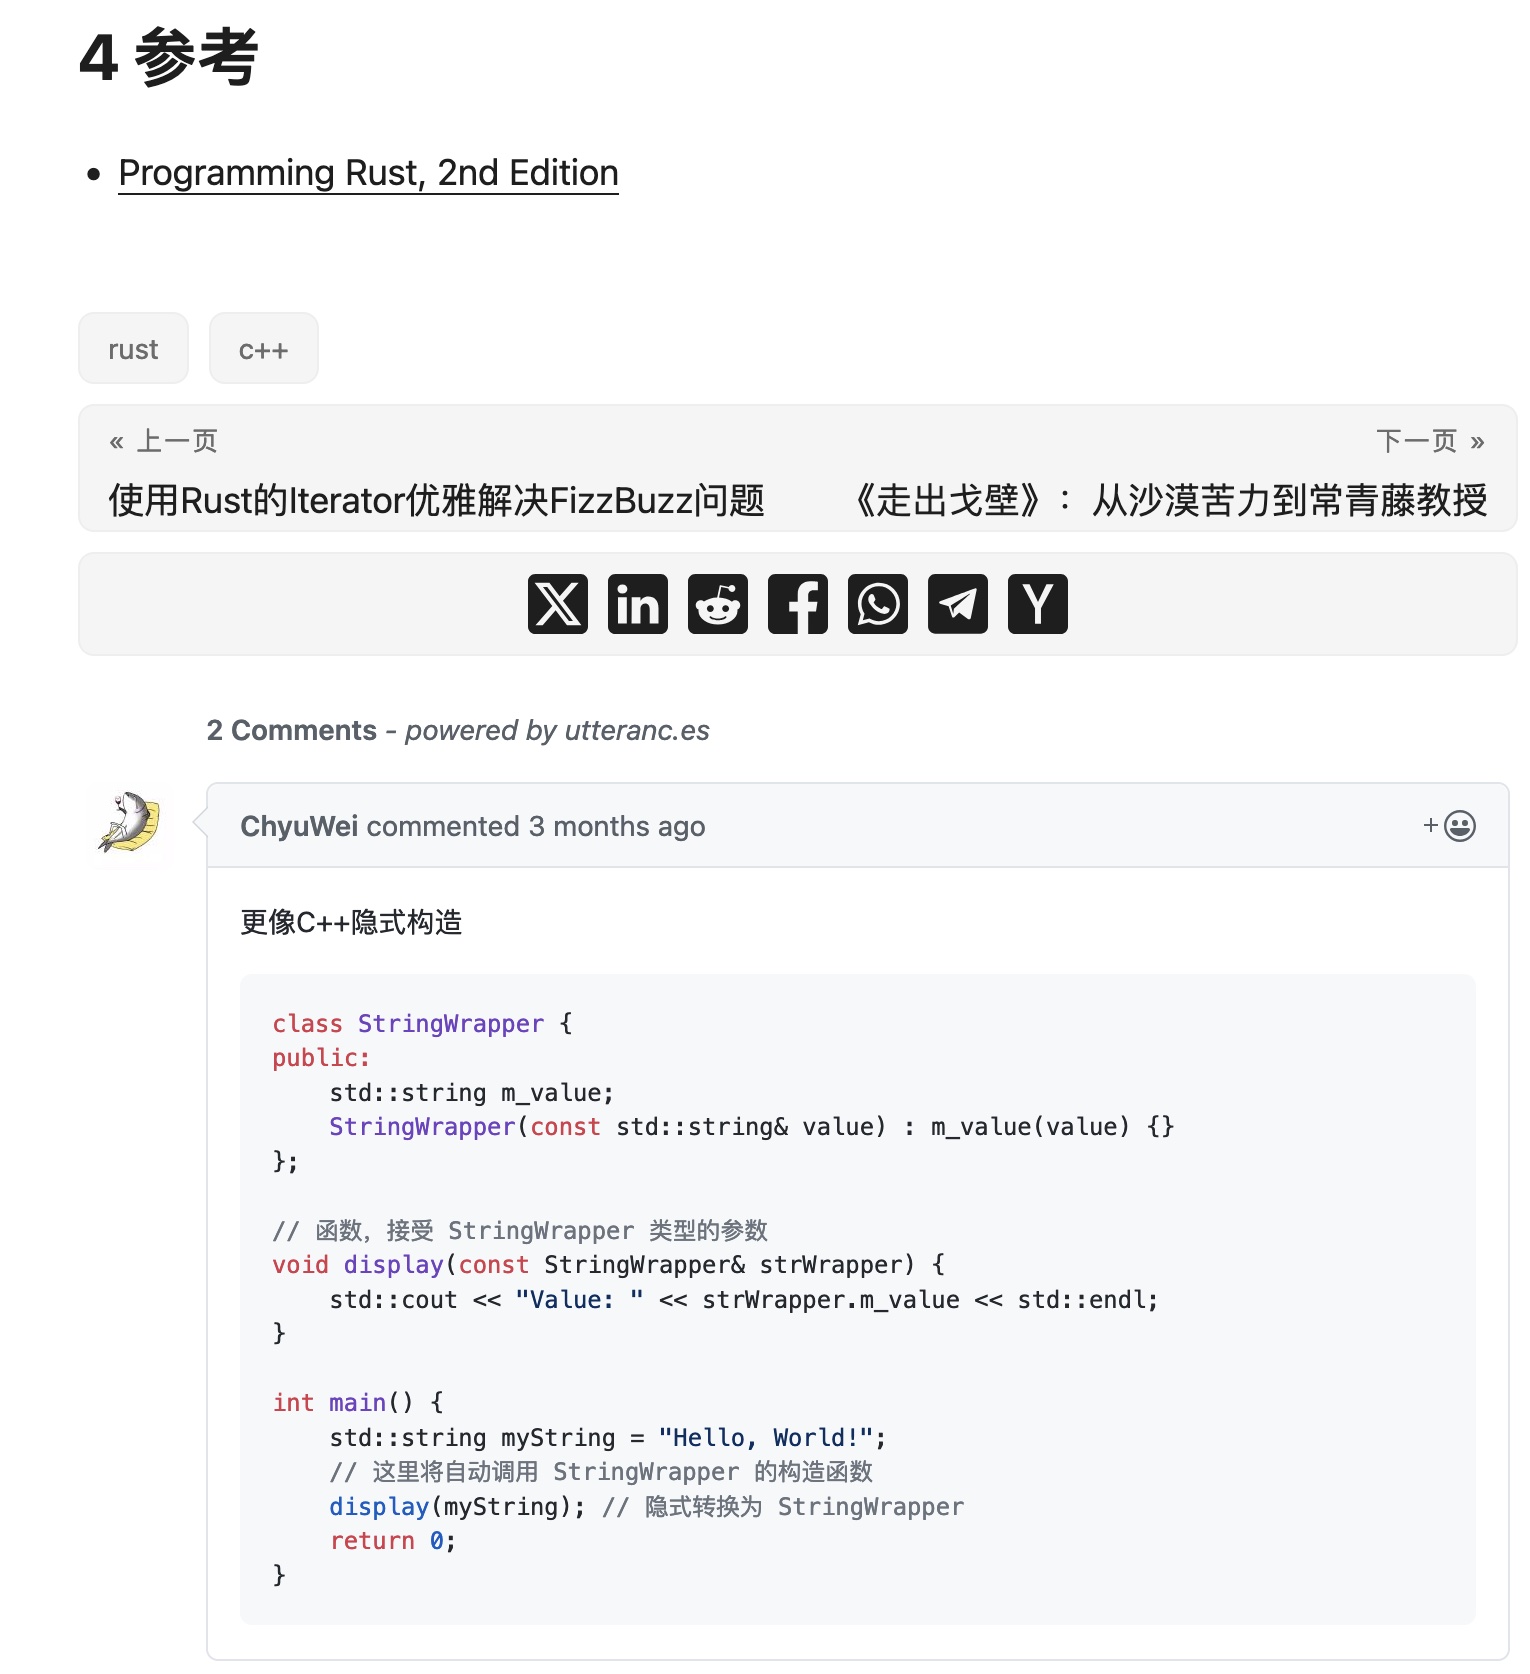 4 参考
• Programming Rust, 2nd Edition
rust c++
« 上一页 下一页 »
使用Rust的Iterator优雅解决FizzBuzz问题 《走出戈壁》：从沙漠苦力到常青藤教授
2 Comments - powered by utteranc.es
ChyuWei commented 3 months ago
更像C++隐式构造
class StringWrapper {
public:
    std::string m_value;
    StringWrapper(const std::string& value) : m_value(value) {}
};
// 函数，接受 StringWrapper 类型的参数
void display(const StringWrapper& strWrapper) {
    std::cout << "Value: " << strWrapper.m_value << std::endl;
}
int main() {
    std::string myString = "Hello, World!";
    // 这里将自动调用 StringWrapper 的构造函数
    display(myString); // 隐式转换为 StringWrapper
    return 0;
}